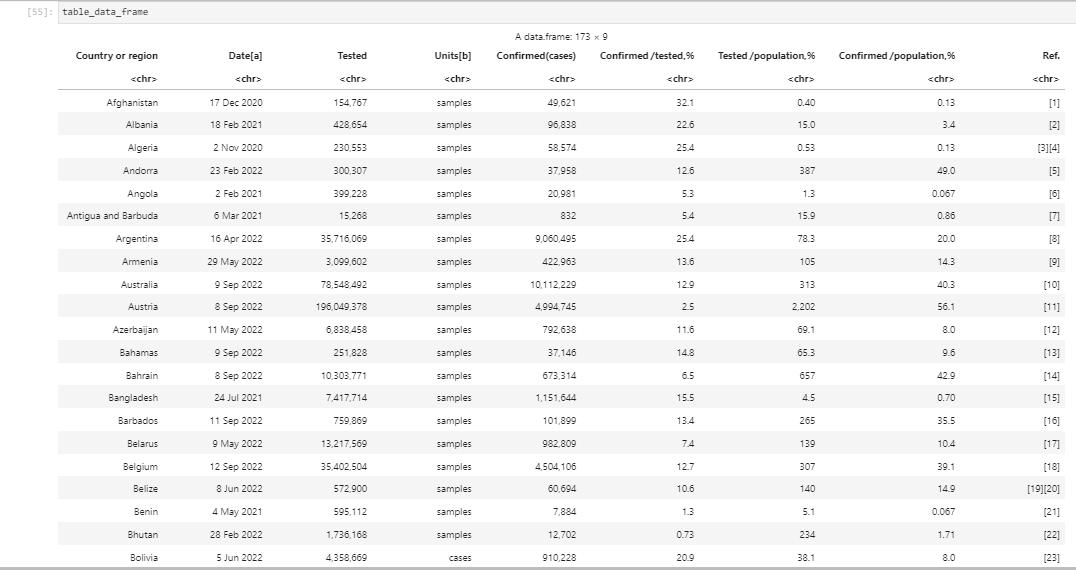 [55]: table_data_frame
A data.frame: 173 × 9
Country or region Date[a] Tested Units[b] Confirmed(cases) Confirmed /tested,% Tested /population,% Confirmed /population,% Ref.
<chr> <chr> <chr> <chr> <chr> <chr> <chr> <chr> <chr>
Afghanistan 17 Dec 2020 154,767 samples 49,621 32.1 0.40 0.13 [1]
Albania 18 Feb 2021 428,654 samples 96,838 22.6 15.0 3.4 [2]
Algeria 2 Nov 2020 230,553 samples 58,574 25.4 0.53 0.13 [3][4]
Andorra 23 Feb 2022 300,307 samples 37,958 12.6 387 49.0 [5]
Angola 2 Feb 2021 399,228 samples 20,981 5.3 1.3 0.067 [6]
Antigua and Barbuda 6 Mar 2021 15,268 samples 832 5.4 15.9 0.86 [7]
Argentina 16 Apr 2022 35,716,069 samples 9,060,495 25.4 78.3 20.0 [8]
Armenia 29 May 2022 3,099,602 samples 422,963 13.6 105 14.3 [9]
Australia 9 Sep 2022 78,548,492 samples 10,112,229 12.9 313 40.3 [10]
Austria 8 Sep 2022 196,049,378 samples 4,994,745 2.5 2,202 56.1 [11]
Azerbaijan 11 May 2022 6,838,458 samples 792,638 11.6 69.1 8.0 [12]
Bahamas 9 Sep 2022 251,828 samples 37,146 14.8 65.3 9.6 [13]
Bahrain 8 Sep 2022 10,303,771 samples 673,314 6.5 657 42.9 [14]
Bangladesh 24 Jul 2021 7,417,714 samples 1,151,644 15.5 4.5 0.70 [15]
Barbados 11 Sep 2022 759,869 samples 101,899 13.4 265 35.5 [16]
Belarus 9 May 2022 13,217,569 samples 982,809 7.4 139 10.4 [17]
Belgium 12 Sep 2022 35,402,504 samples 4,504,106 12.7 307 39.1 [18]
Belize 8 Jun 2022 572,900 samples 60,694 10.6 140 14.9 [19][20]
Benin 4 May 2021 595,112 samples 7,884 1.3 5.1 0.067 [21]
Bhutan 28 Feb 2022 1,736,168 samples 12,702 0.73 234 1.71 [22]
Bolivia 5 Jun 2022 4,358,669 cases 910,228 20.9 38.1 8.0 [23]